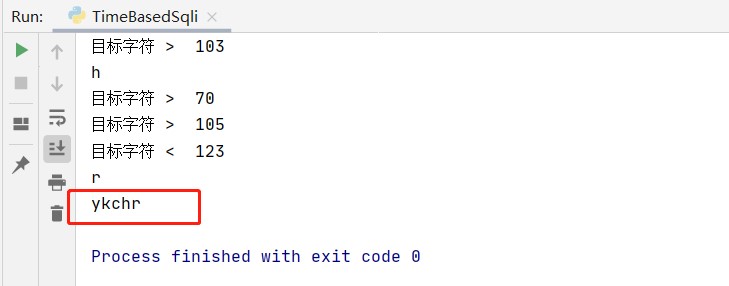 Run: TimeBasedSqli
目标字符 > 103
h
目标字符 > 70
目标字符 > 105
目标字符 < 123
r
ykchr
Process finished with exit code 0